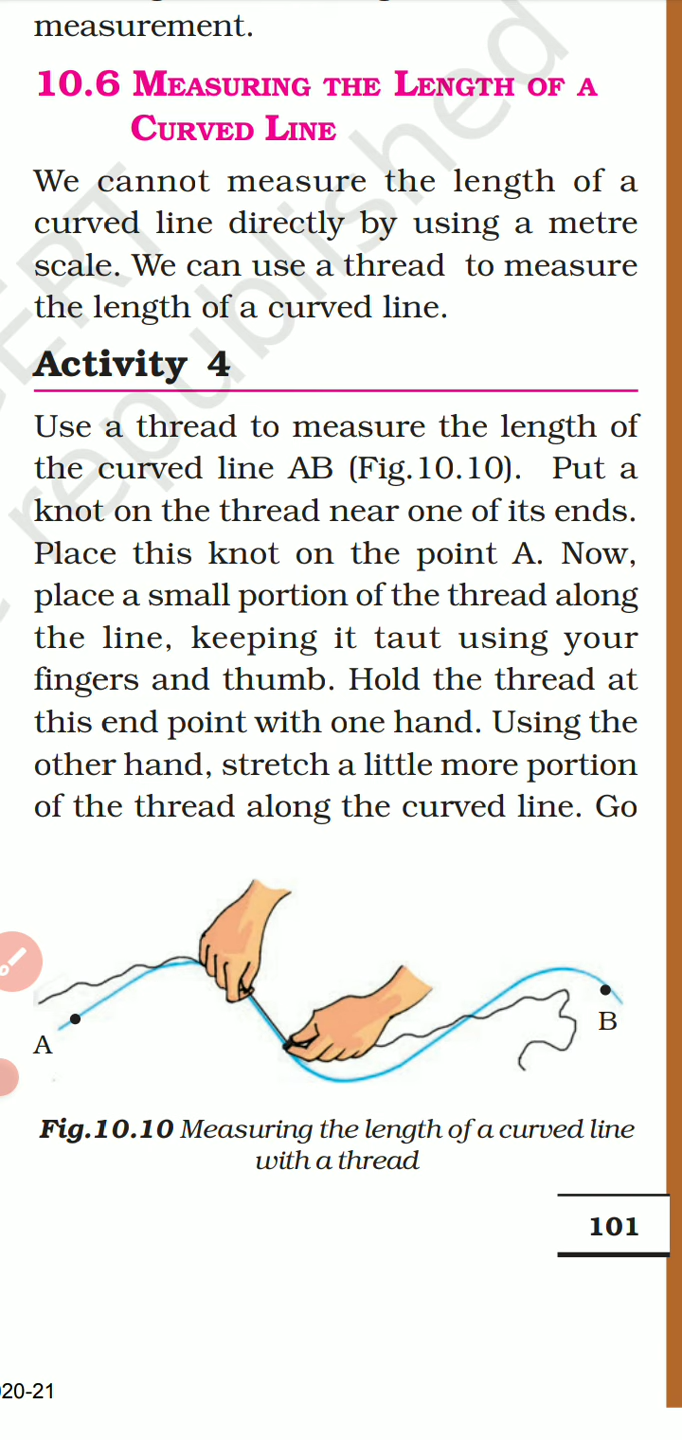 measurement.
10.6 MEASURING THE LENGTH OF A
CURVED LINE
We cannot measure the length of a
curved line directly by using a metre
scale. We can use a thread to measure
the length of a curved line.
Activity 4
Use a thread to measure the length of
the curved line AB (Fig.10.10). Put a
knot on the thread near one of its ends.
Place this knot on the point A. Now,
place a small portion of the thread along
the line, keeping it taut using your
fingers and thumb. Hold the thread at
this end point with one hand. Using the
other hand, stretch a little more portion
of the thread along the curved line. Go
A
B
Fig.10.10 Measuring the length of a curved line
with a thread
101
20-21
republished